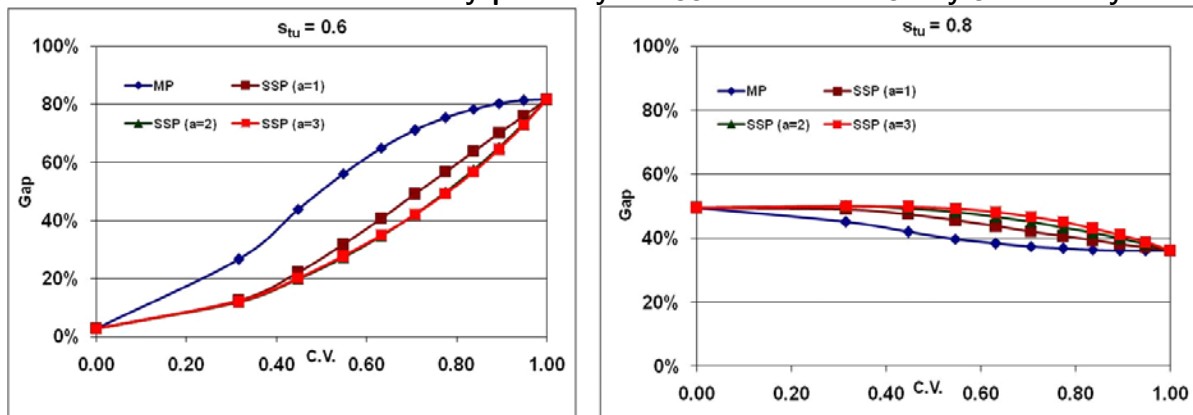 s_tu = 0.6
100%
80%
60%
40%
20%
0%
Gap
MP
SSP (a=1)
SSP (a=2)
SSP (a=3)
0.00 0.20 0.40 0.60 0.80 1.00
C.V.
s_tu = 0.8
100%
80%
60%
40%
20%
0%
Gap
MP
SSP (a=1)
SSP (a=2)
SSP (a=3)
0.00 0.20 0.40 0.60 0.80 1.00
C.V.